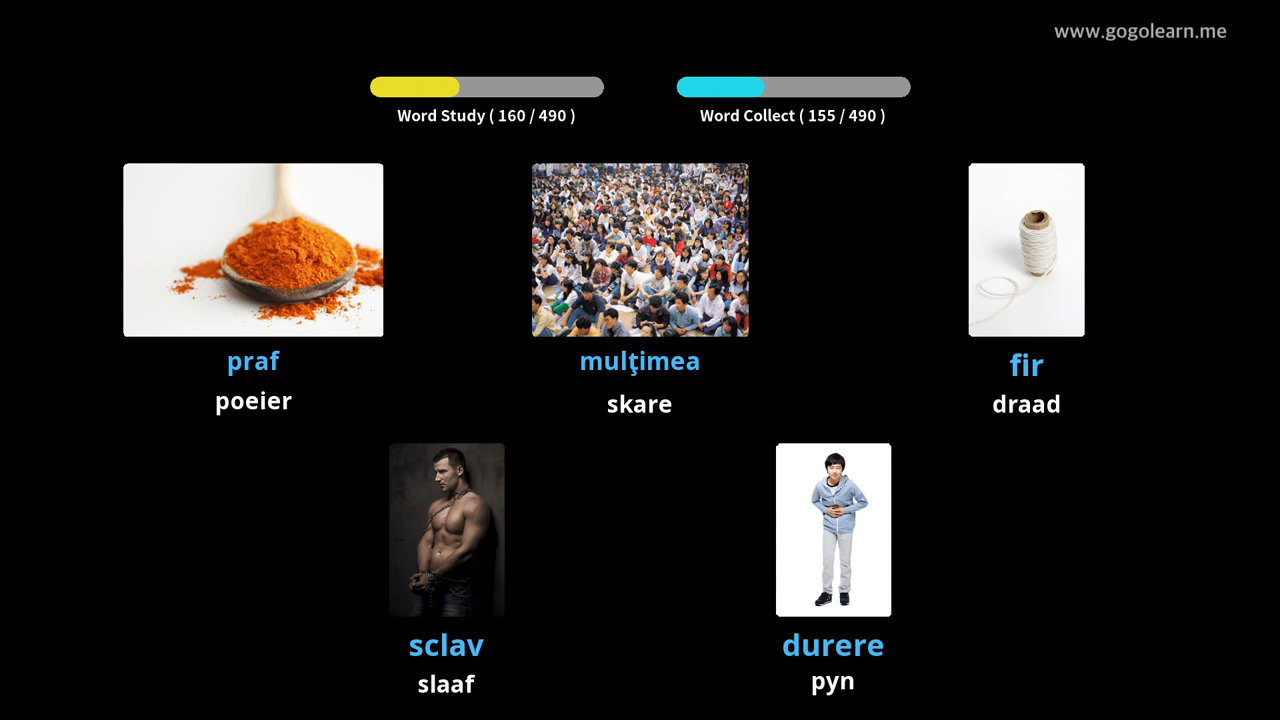 www.gogolearn.me
Word Study ( 160 / 490 )
Word Collect ( 155 / 490 )
praf
mulţimea
fir
poeier
skare
draad
sclav
durere
slaaf
pyn